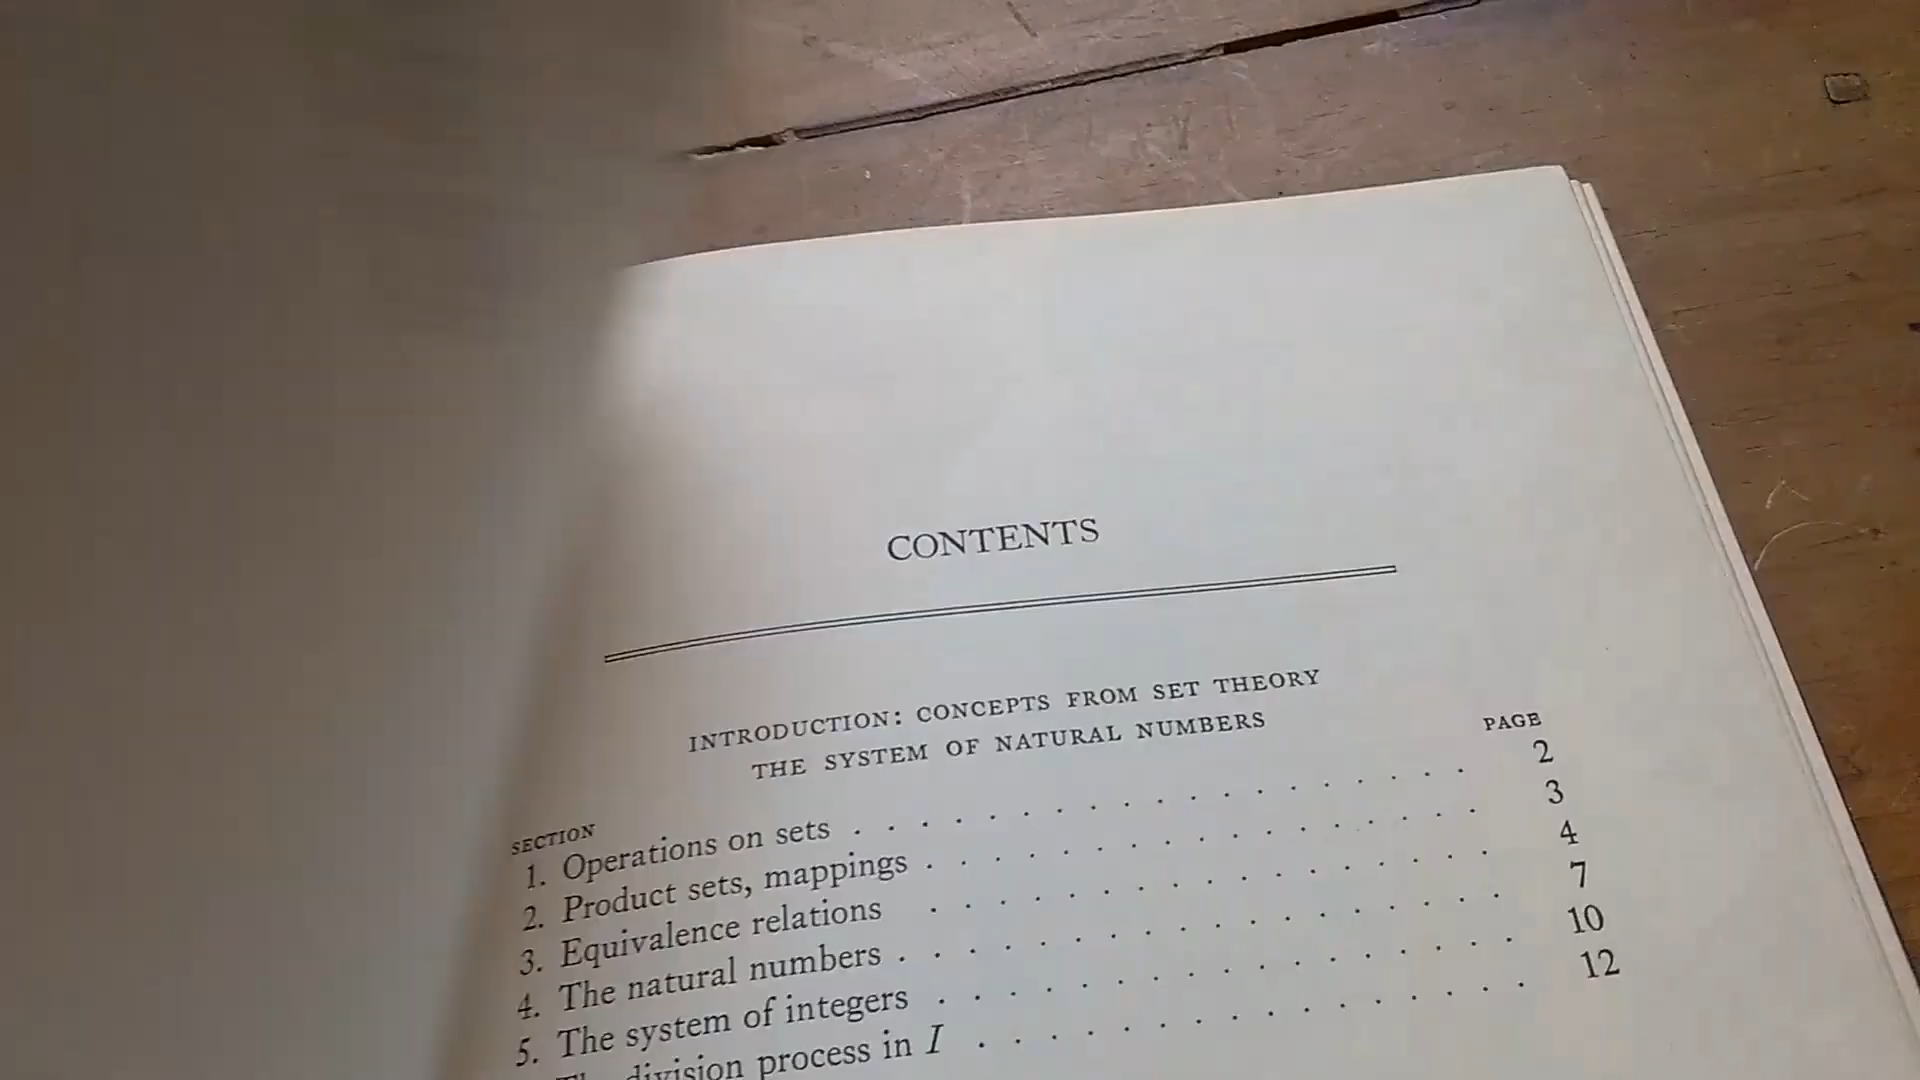 CONTENTS
INTRODUCTION: CONCEPTS FROM SET THEORY
THE SYSTEM OF NATURAL NUMBERS
SECTION PAGE
1. Operations on sets . . . . . . . . . . . . . . . . . . . 2
2. Product sets, mappings . . . . . . . . . . . . . . . . . 3
3. Equivalence relations . . . . . . . . . . . . . . . . . 4
4. The natural numbers . . . . . . . . . . . . . . . . . . 7
5. The system of integers . . . . . . . . . . . . . . . . . 10
division process in I . . . . . . . . . . . . . . . . . 12